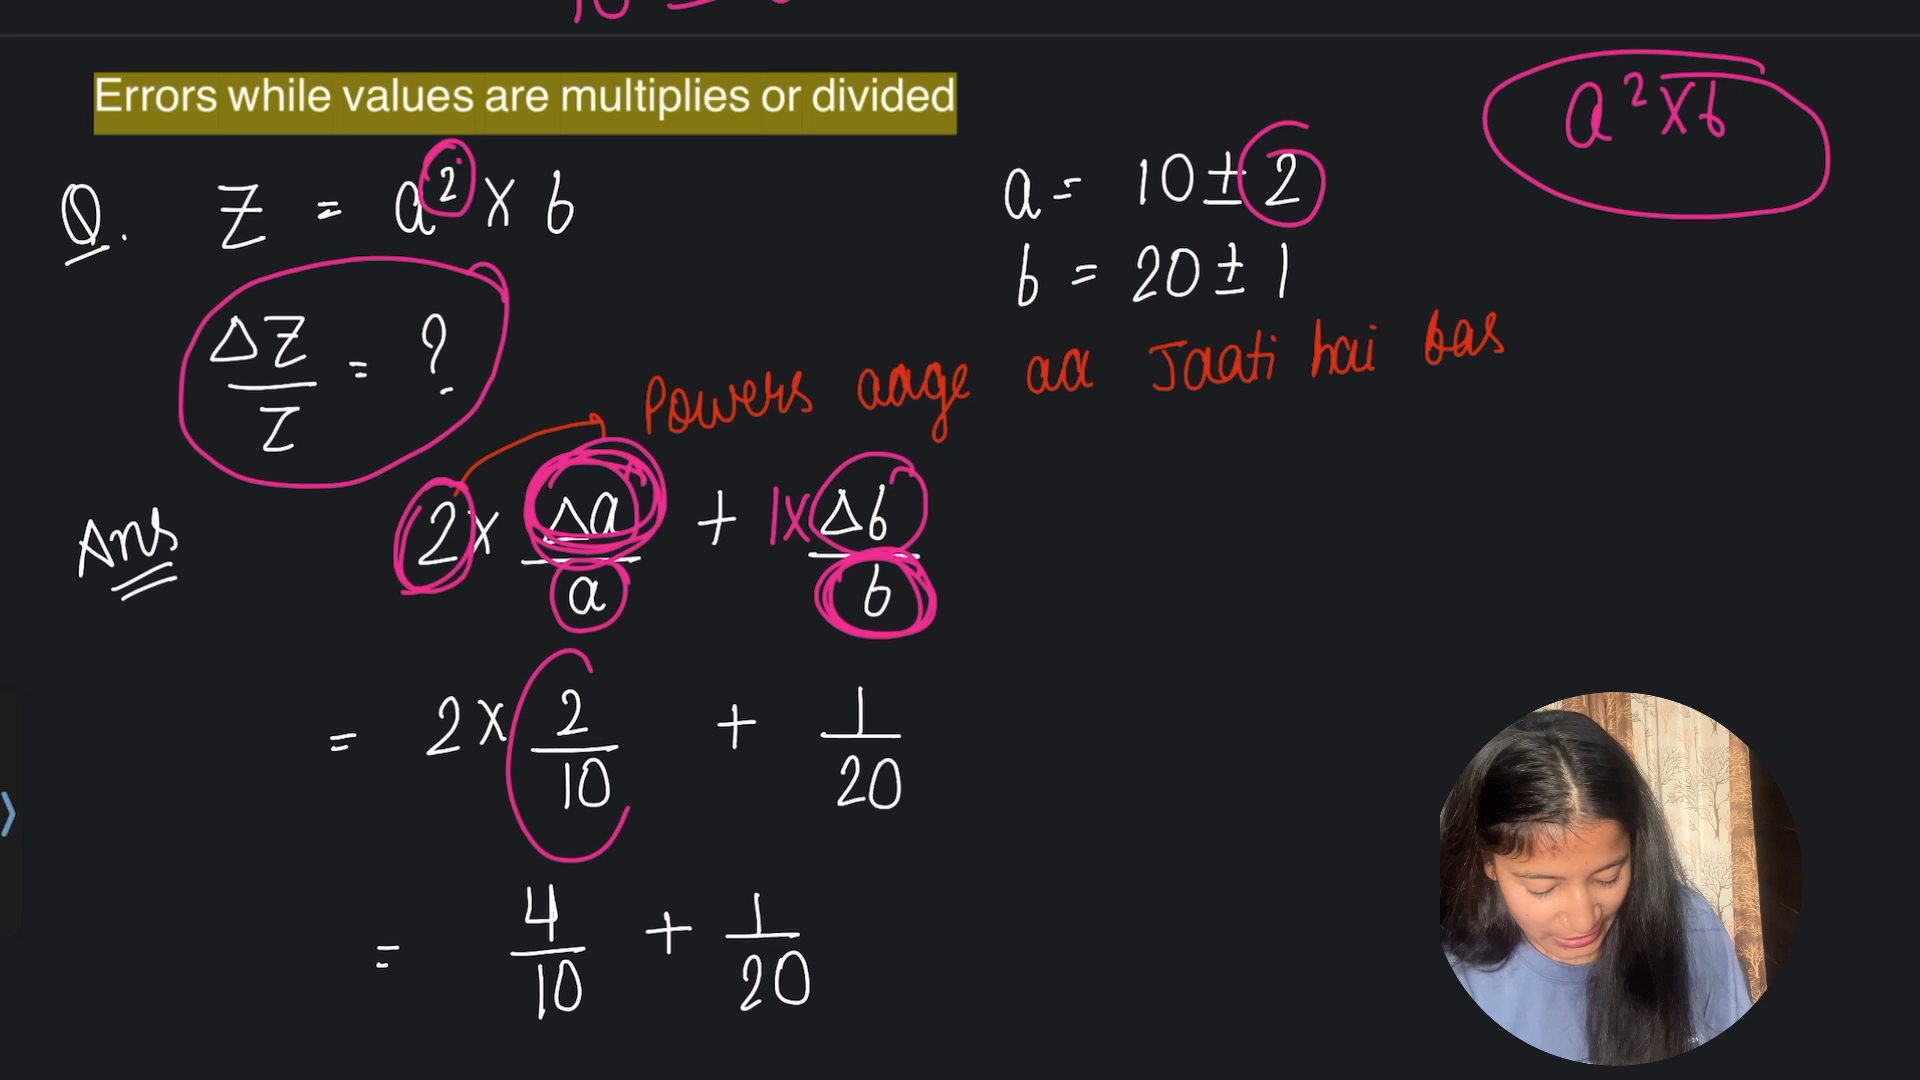 Errors while values are multiplies or divided
a² x b
Q. Z = a² x b
a = 10 ± 2
b = 20 ± 1
ΔZ/Z = ?
Powers aage aa Jaati hai bas
Ans 2 x Δa/a + 1 x Δb/b
= 2 x 2/10 + 1/20
= 4/10 + 1/20